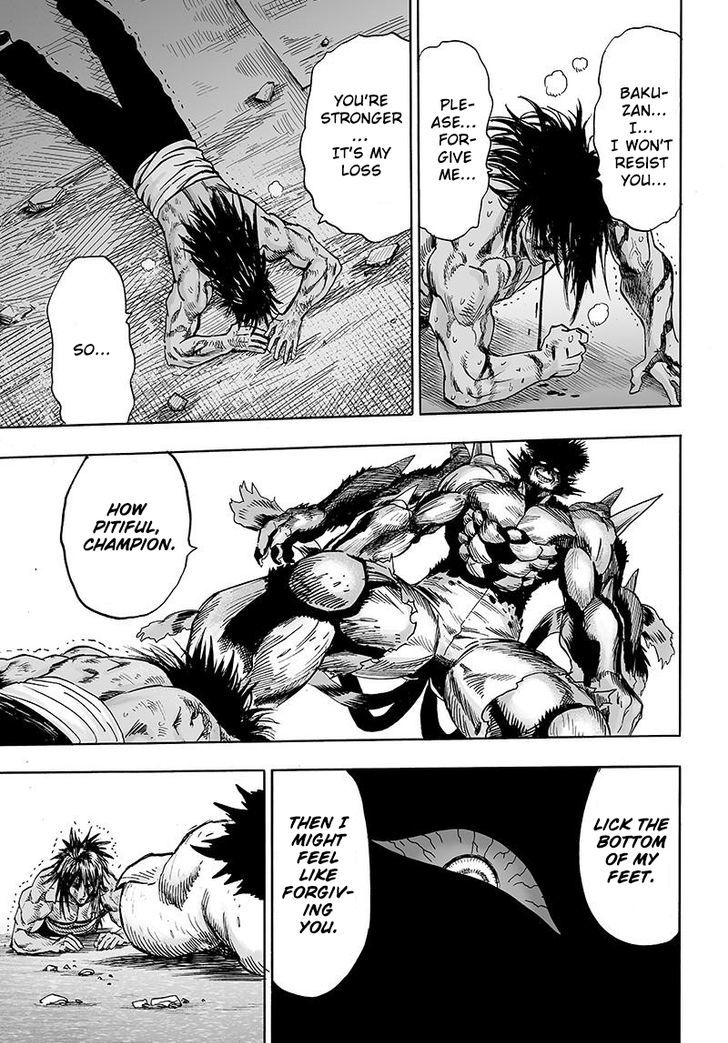 BAKU-
ZAN...
I...
I WON'T
RESIST
YOU...
PLE-
ASE...
FOR-
GIVE
ME...
YOU'RE
STRONGER
...
IT'S MY
LOSS
SO...
HOW
PITIFUL,
CHAMPION.
LICK THE
BOTTOM
OF MY
FEET.
THEN I
MIGHT
FEEL
LIKE
FORGIV-
ING
YOU.